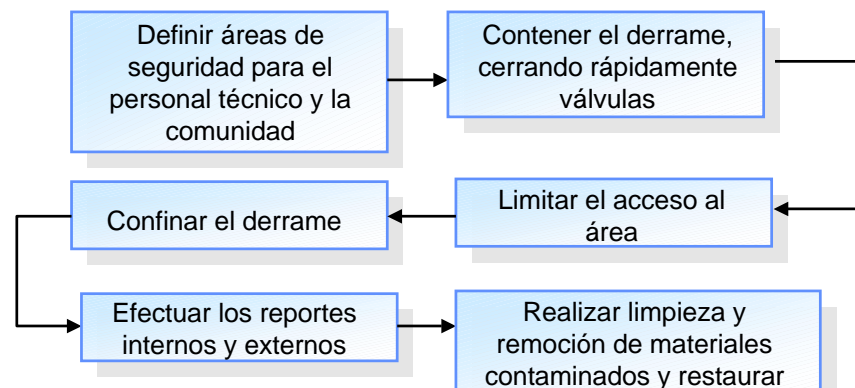 Definir áreas de
seguridad para el
personal técnico y la
comunidad
Contener el derrame,
cerrando rápidamente
válvulas
Limitar el acceso al
área
Confinar el derrame
Efectuar los reportes
internos y externos
Realizar limpieza y
remoción de materiales
contaminados y restaurar